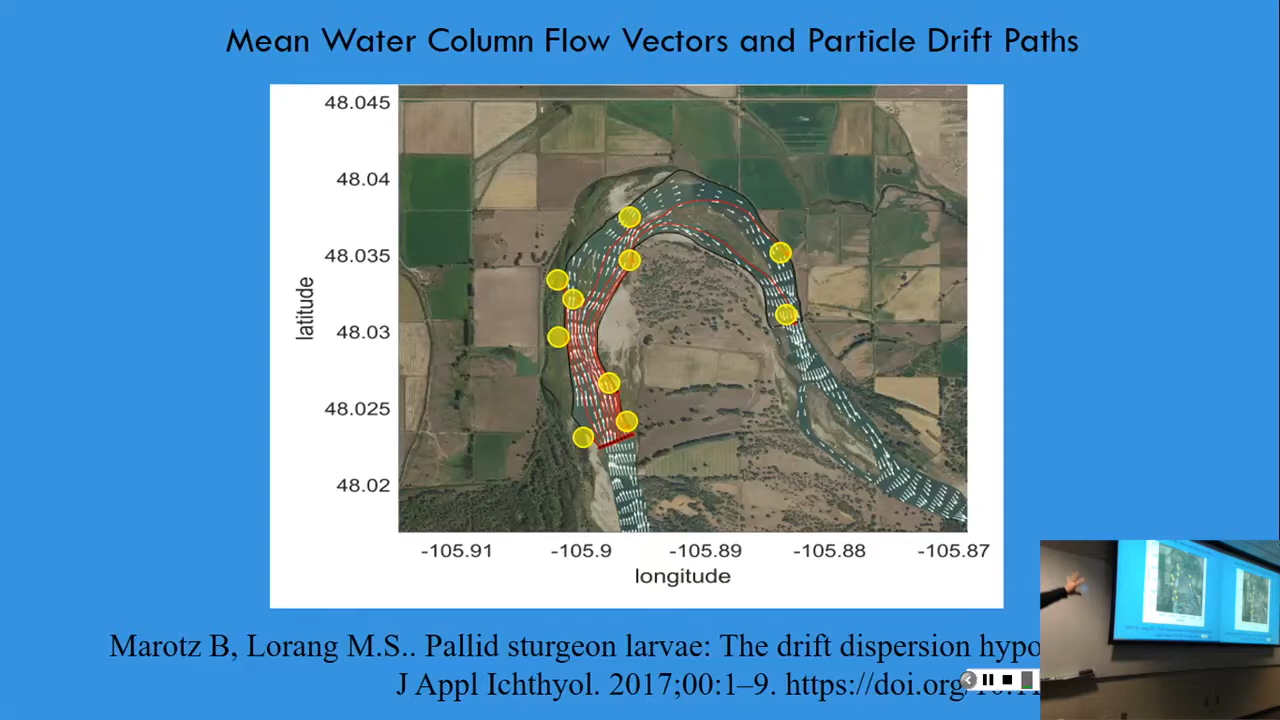 Mean Water Column Flow Vectors and Particle Drift Paths
48.045
48.04
48.035
48.03
48.025
48.02
latitude
-105.91
-105.9
-105.89
-105.88
-105.87
longitude
Marotz B, Lorang M.S.. Pallid sturgeon larvae: The drift dispersion hypo
J Appl Ichthyol. 2017;00:1–9. https://doi.org